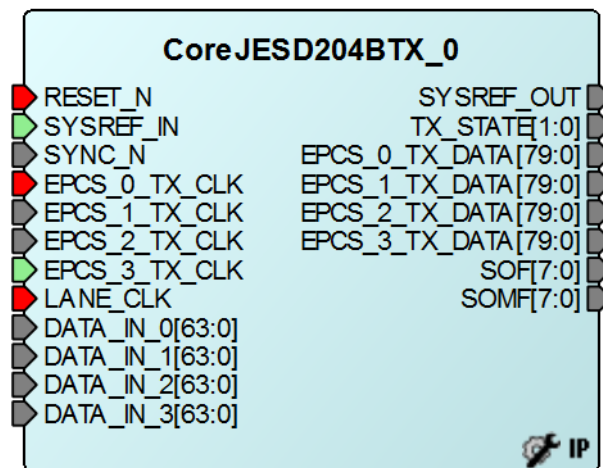 CoreJESD204BTX_0
RESET_N SYSREF_OUT
SYSREF_IN TX_STATE[1:0]
SYNC_N EPCS_0_TX_DATA[79:0]
EPCS_0_TX_CLK EPCS_1_TX_DATA[79:0]
EPCS_1_TX_CLK EPCS_2_TX_DATA[79:0]
EPCS_2_TX_CLK EPCS_3_TX_DATA[79:0]
EPCS_3_TX_CLK SOF[7:0]
LANE_CLK SOMF[7:0]
DATA_IN_0[63:0]
DATA_IN_1[63:0]
DATA_IN_2[63:0]
DATA_IN_3[63:0]
IP